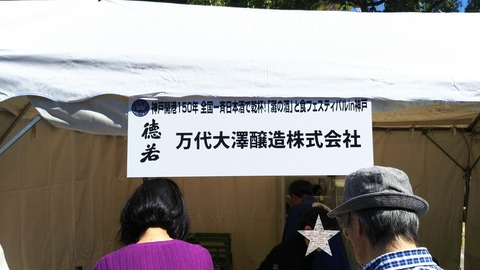 神戸開港150年 全国一斉日本酒で乾杯!「灘の酒」と食フェスティバルin神戸
徳若
万代大澤醸造株式会社